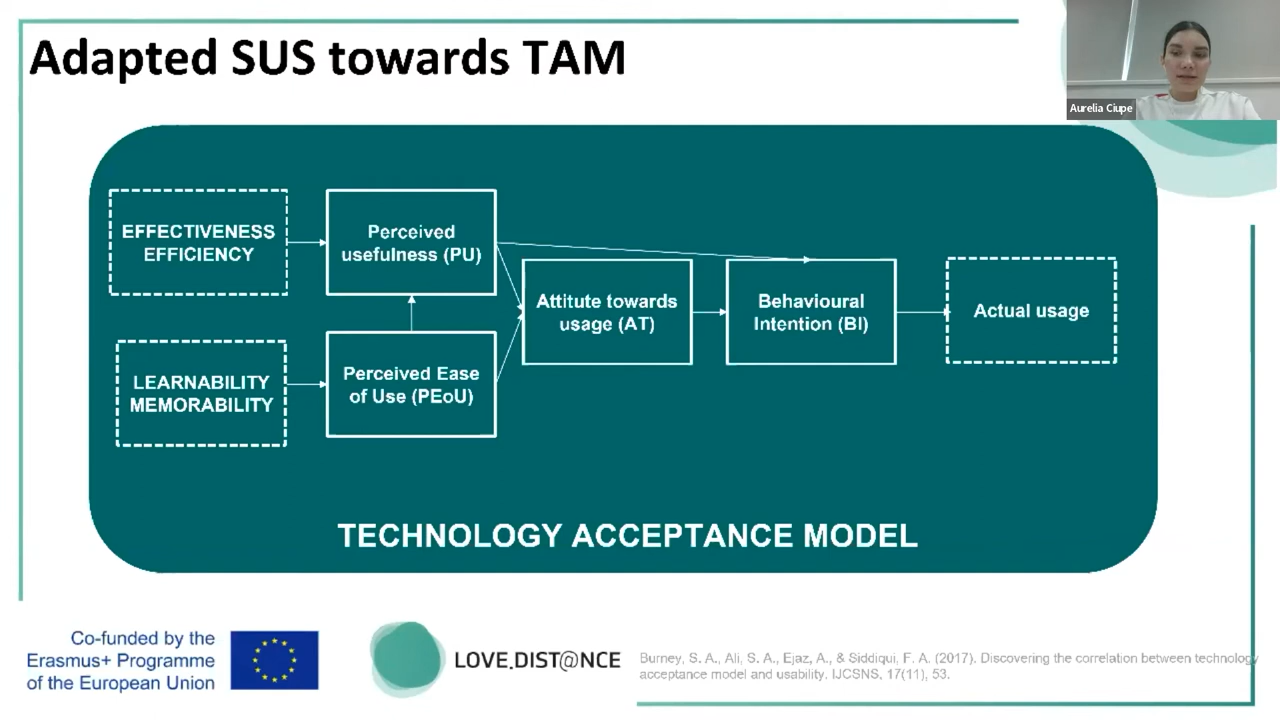 Adapted SUS towards TAM
Aurelia Ciupe
EFFECTIVENESS
EFFICIENCY
Perceived
usefulness (PU)
Attitute towards
usage (AT)
Behavioural
Intention (BI)
Actual usage
LEARNABILITY
MEMORABILITY
Perceived Ease
of Use (PEoU)
TECHNOLOGY ACCEPTANCE MODEL
Co-funded by the
Erasmus+ Programme
of the European Union
LOVE.DIST@NCE
Burney, S. A., Ali, S. A., Ejaz, A., & Siddiqui, F. A. (2017). Discovering the correlation between technology
acceptance model and usability. IJCSNS, 17(11), 53.